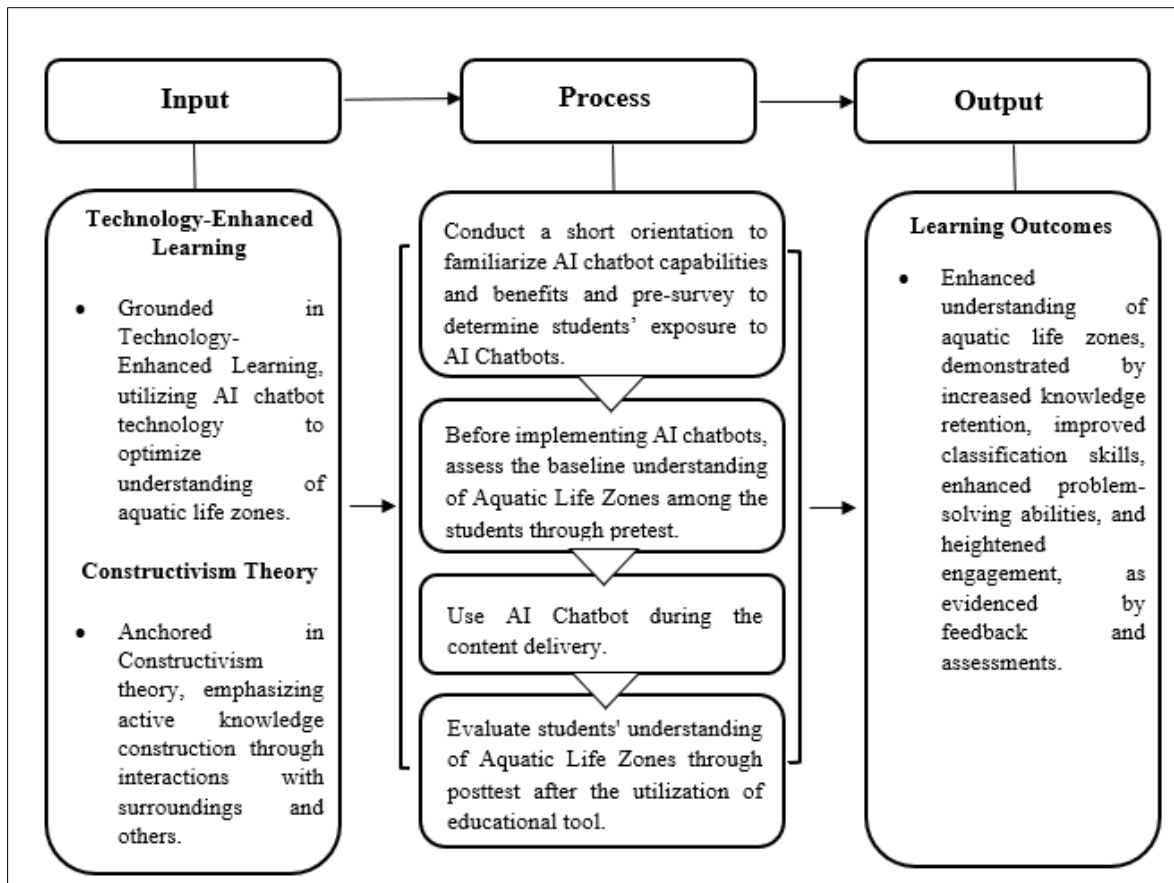 Input
Process
Output
Technology-Enhanced
Learning
• Grounded in
Technology-
Enhanced Learning,
utilizing AI chatbot
technology to
optimize
understanding of
aquatic life zones.
Constructivism Theory
• Anchored in
Constructivism
theory, emphasizing
active knowledge
construction through
interactions with
surroundings and
others.
Conduct a short orientation to
familiarize AI chatbot capabilities
and benefits and pre-survey to
determine students’ exposure to
AI Chatbots.
Before implementing AI chatbots,
assess the baseline understanding
of Aquatic Life Zones among the
students through pretest.
Use AI Chatbot during the
content delivery.
Evaluate students' understanding
of Aquatic Life Zones through
posttest after the utilization of
educational tool.
Learning Outcomes
• Enhanced
understanding of
aquatic life zones,
demonstrated by
increased knowledge
retention, improved
classification skills,
enhanced problem-
solving abilities, and
heightened
engagement, as
evidenced by
feedback and
assessments.